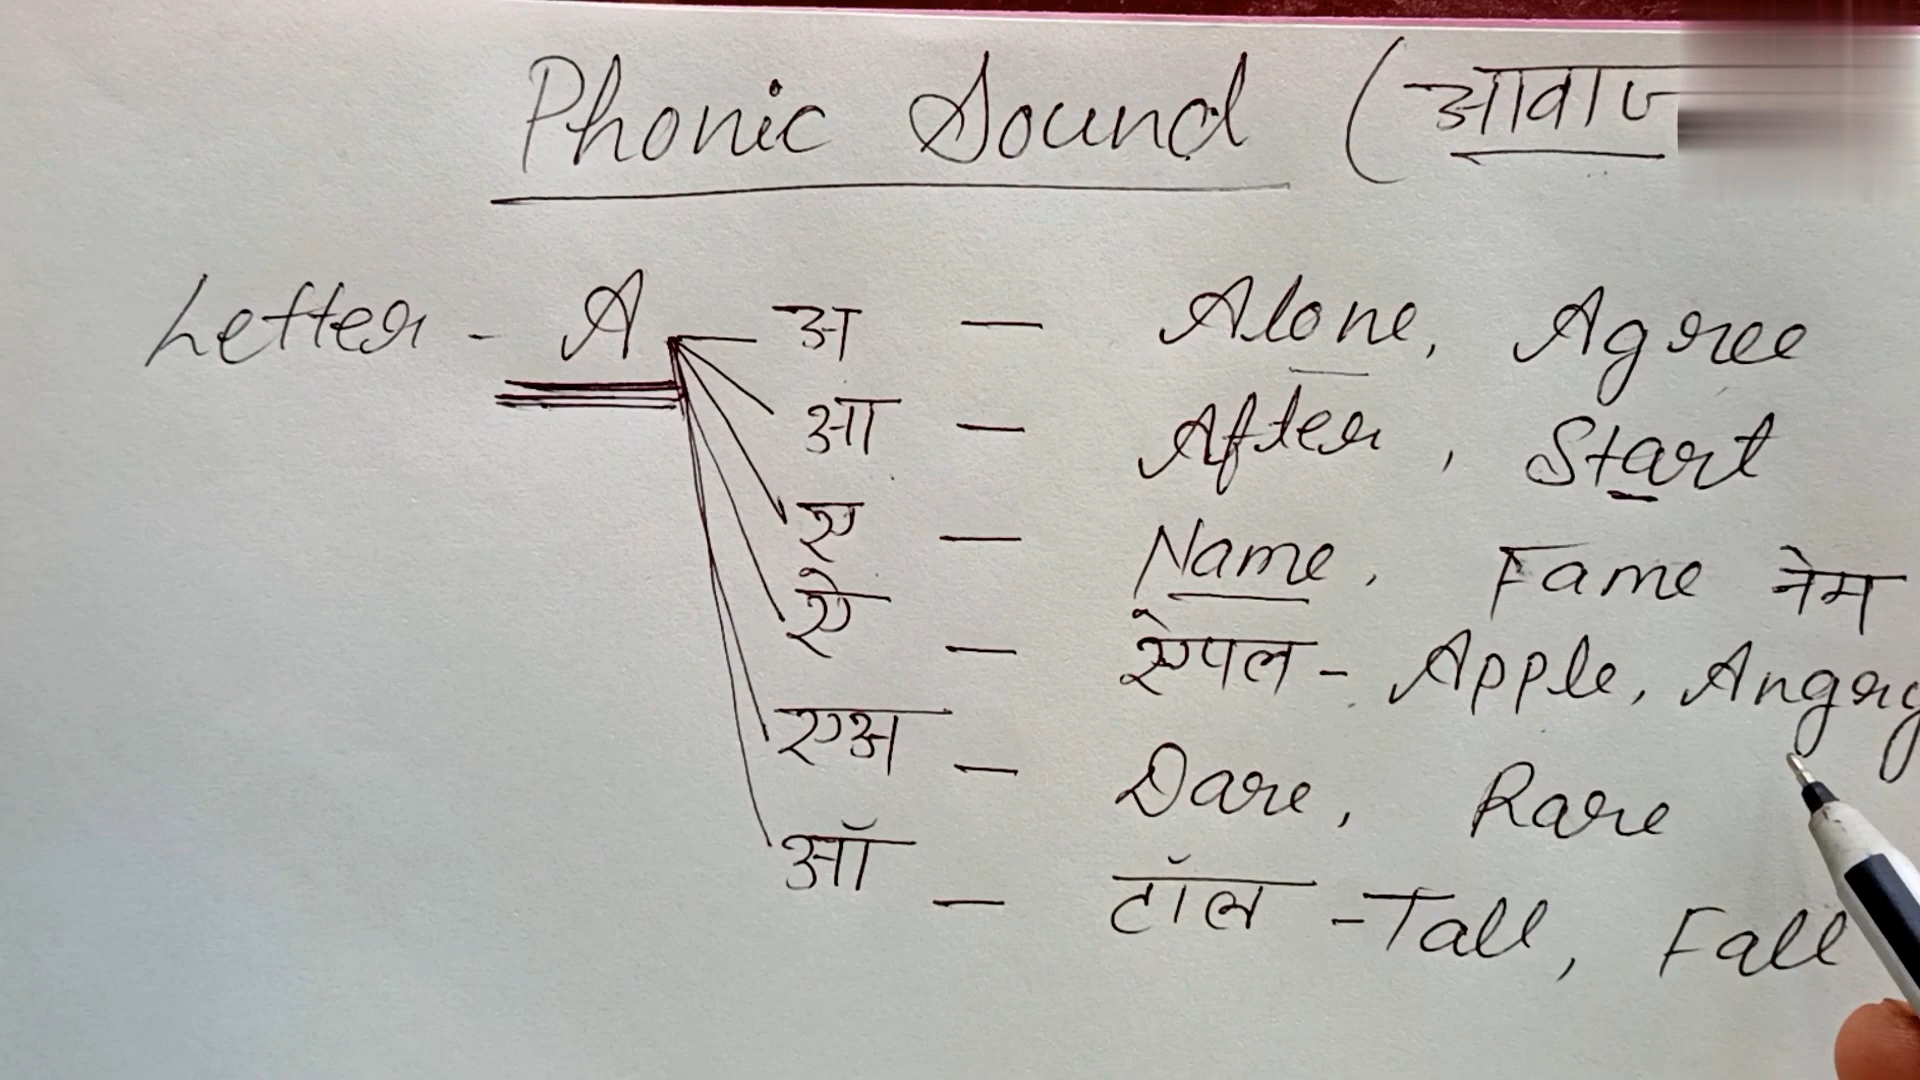 Phonic Sound (आवाज
Letter - A अ — Alone, Agree
आ — After, Start
ए — Name, Fame नेम
ऐ — ऐपल - Apple, Angry
एअ — Dare, Rare
ऑ — टॉल - Tall, Fall